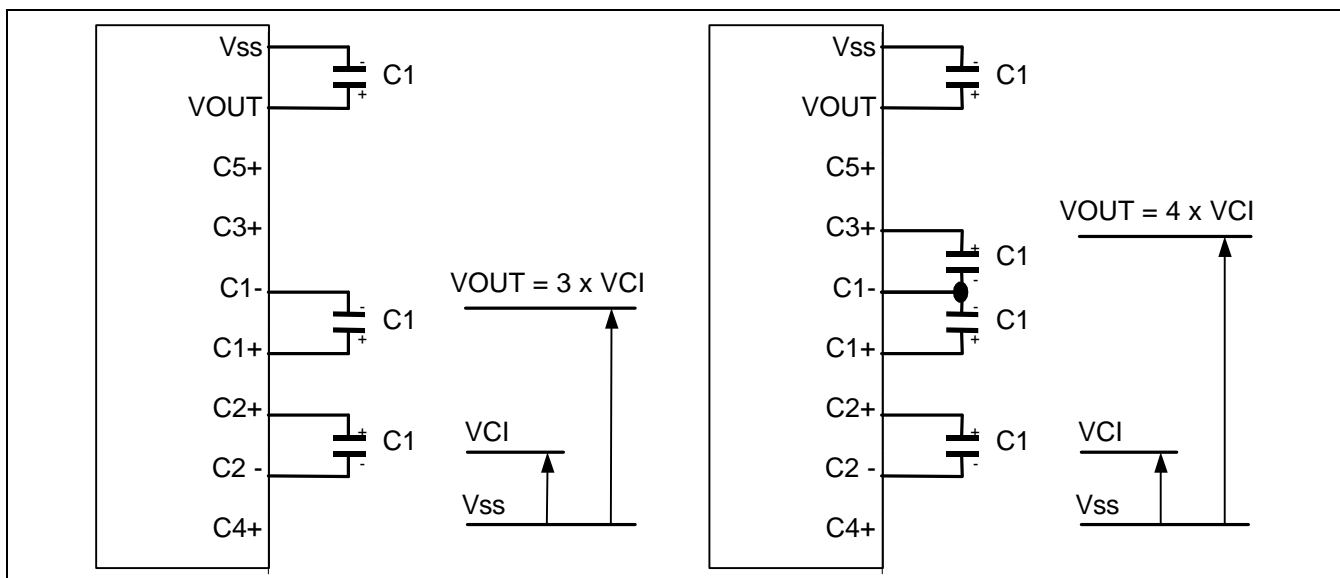 Vss
- C1
VOUT
+
C5+
C3+
C1-
- C1
C1+
+
C2+
+ C1
C2 -
-
C4+
VOUT = 3 x VCI
VCI
Vss
Vss
- C1
VOUT
+
C5+
C3+
+ C1
C1-
-
- C1
C1+
+
C2+
+ C1
C2 -
-
C4+
VOUT = 4 x VCI
VCI
Vss